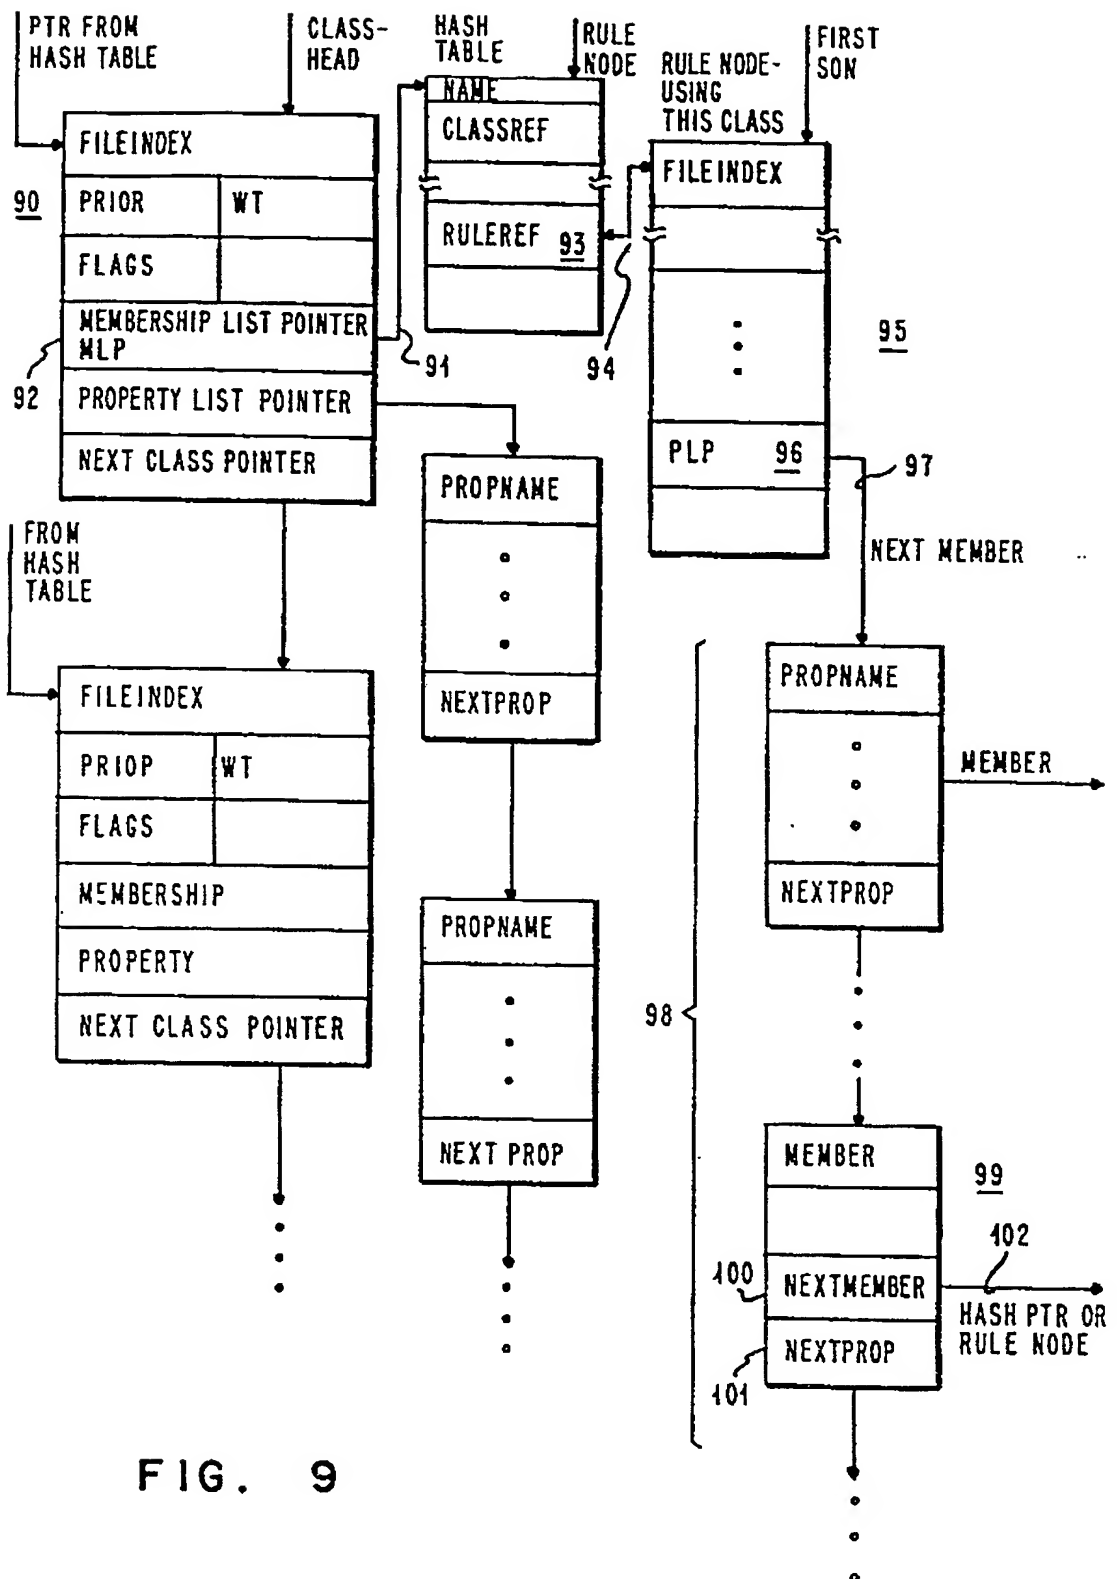 PTR FROM
HASH TABLE
CLASS-
HEAD
HASH
TABLE
RULE
NODE
RULE NODE-
USING
THIS CLASS
FIRST
SON
90
FILEINDEX
PRIOR WT
FLAGS
MEMBERSHIP LIST POINTER
MLP
PROPERTY LIST POINTER
NEXT CLASS POINTER
92
91
NAME
CLASSREF
RULEREF 93
94
FILEINDEX
95
PLP 96
97
NEXT MEMBER
FROM
HASH
TABLE
FILEINDEX
PRIOP WT
FLAGS
MEMBERSHIP
PROPERTY
NEXT CLASS POINTER
PROPNAME
NEXTPROP
PROPNAME
NEXT PROP
98
PROPNAME
MEMBER
NEXTPROP
MEMBER
99
100
NEXTMEMBER
102
HASH PTR OR
RULE NODE
NEXTPROP
101
FIG. 9